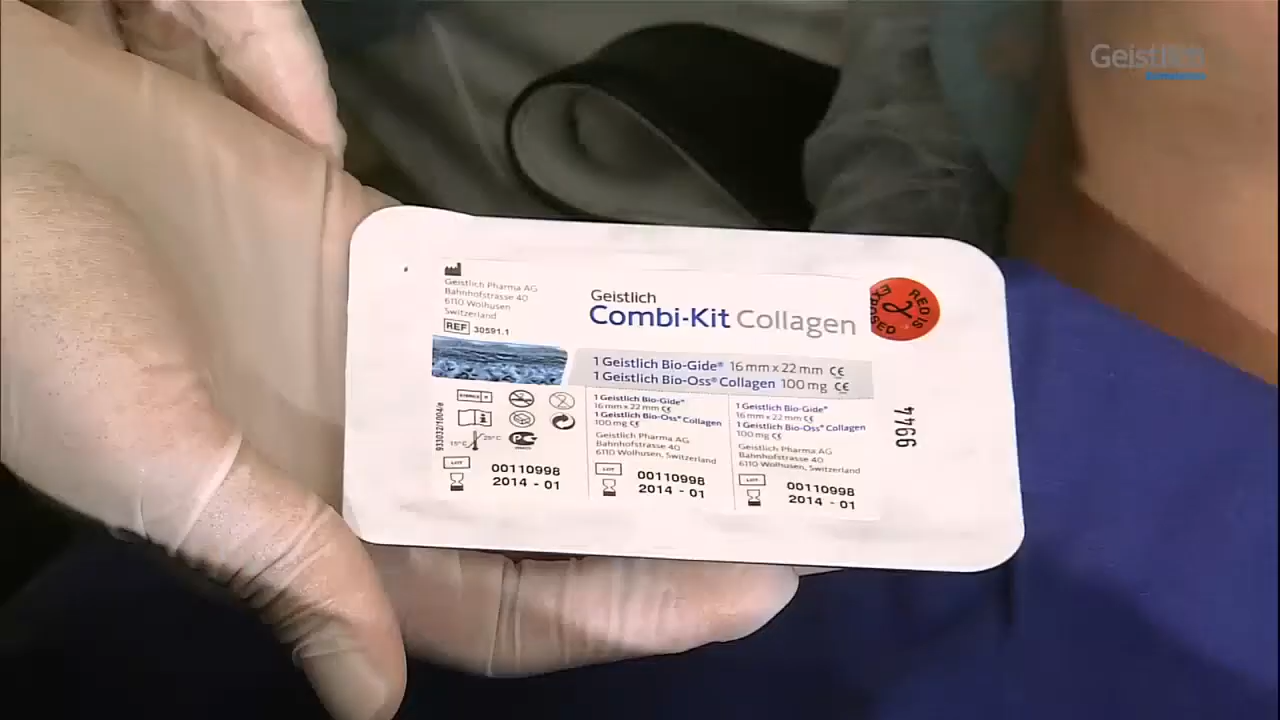 Geistlich
Geistlich Pharma AG
Bahnhofstrasse 40
6110 Wolhusen
Switzerland
REF 30591.1
Geistlich
Combi-Kit Collagen
RED IS
EXPOSED
1 Geistlich Bio-Gide® 16 mm x 22 mm CE
1 Geistlich Bio-Oss® Collagen 100 mg CE
STERILE R
15°C
25°C
LOT 00110998
2014 - 01
1 Geistlich Bio-Gide®
16 mm x 22 mm CE
1 Geistlich Bio-Oss® Collagen
100 mg CE
Geistlich Pharma AG
Bahnhofstrasse 40
6110 Wolhusen, Switzerland
LOT 00110998
2014 - 01
1 Geistlich Bio-Gide®
16 mm x 22 mm CE
1 Geistlich Bio-Oss® Collagen
100 mg CE
Geistlich Pharma AG
Bahnhofstrasse 40
6110 Wolhusen, Switzerland
LOT 00110998
2014 - 01